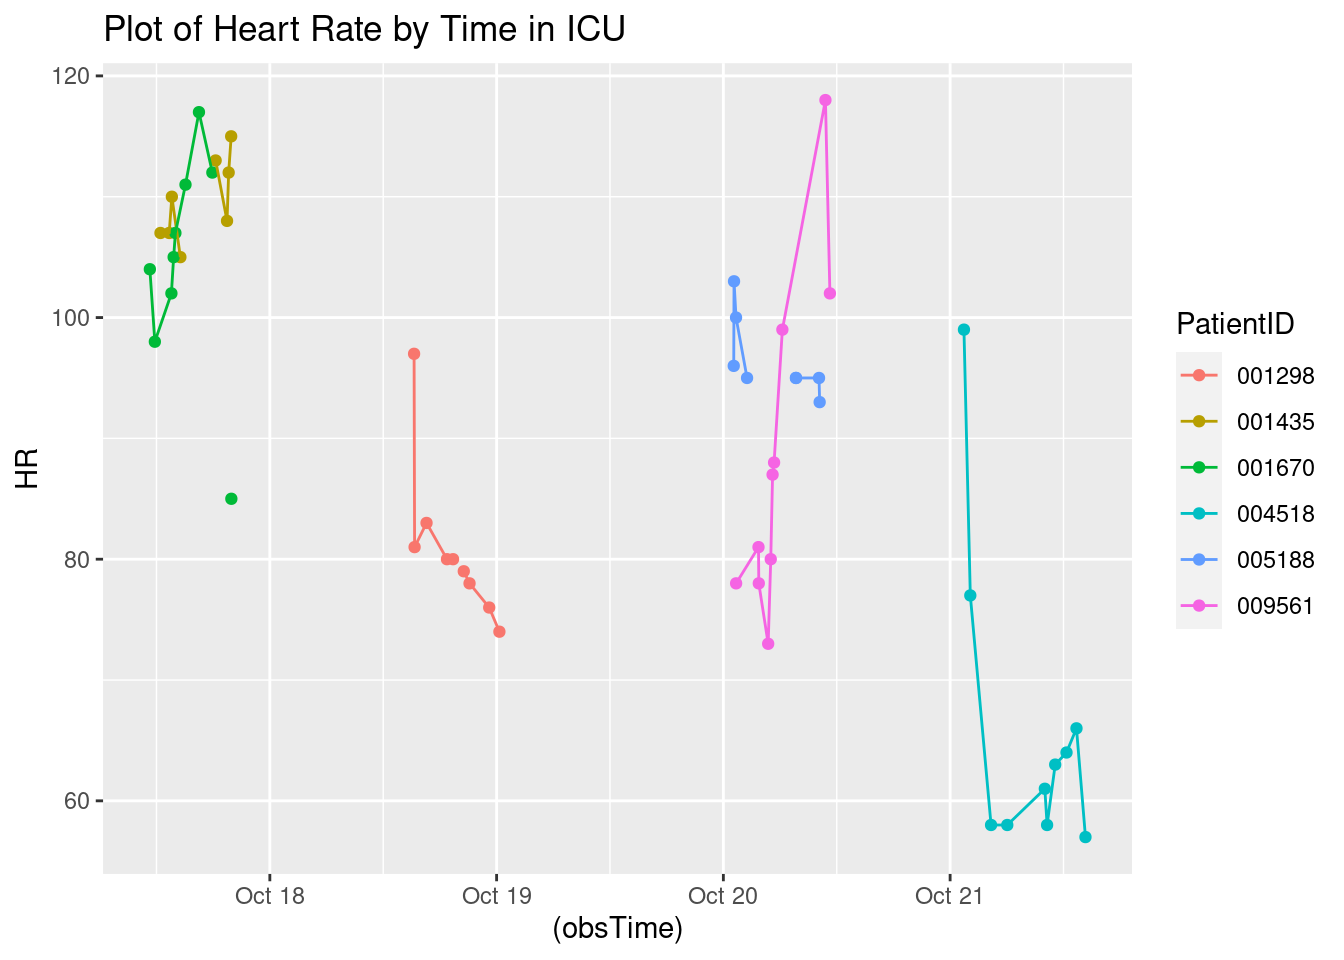 Plot of Heart Rate by Time in ICU
120
100
80
60
HR
Oct 18
Oct 19
Oct 20
Oct 21
(obsTime)
PatientID
001298
001435
001670
004518
005188
009561